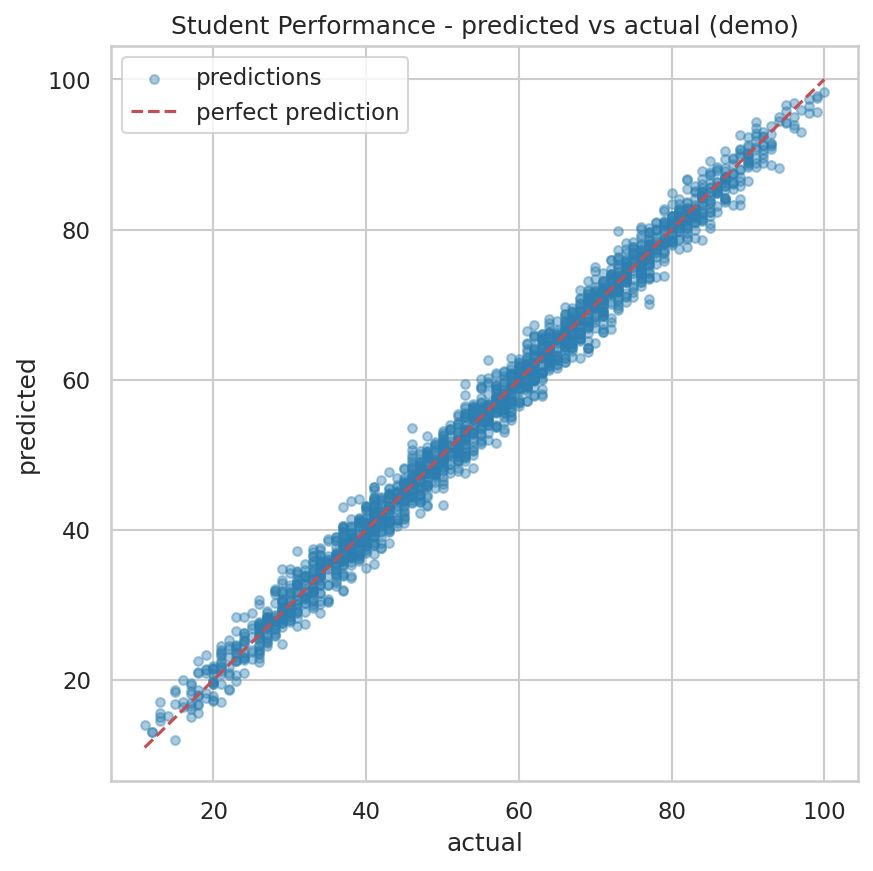 Student Performance - predicted vs actual (demo)
predictions
perfect prediction
100
80
60
40
20
predicted
20 40 60 80 100
actual